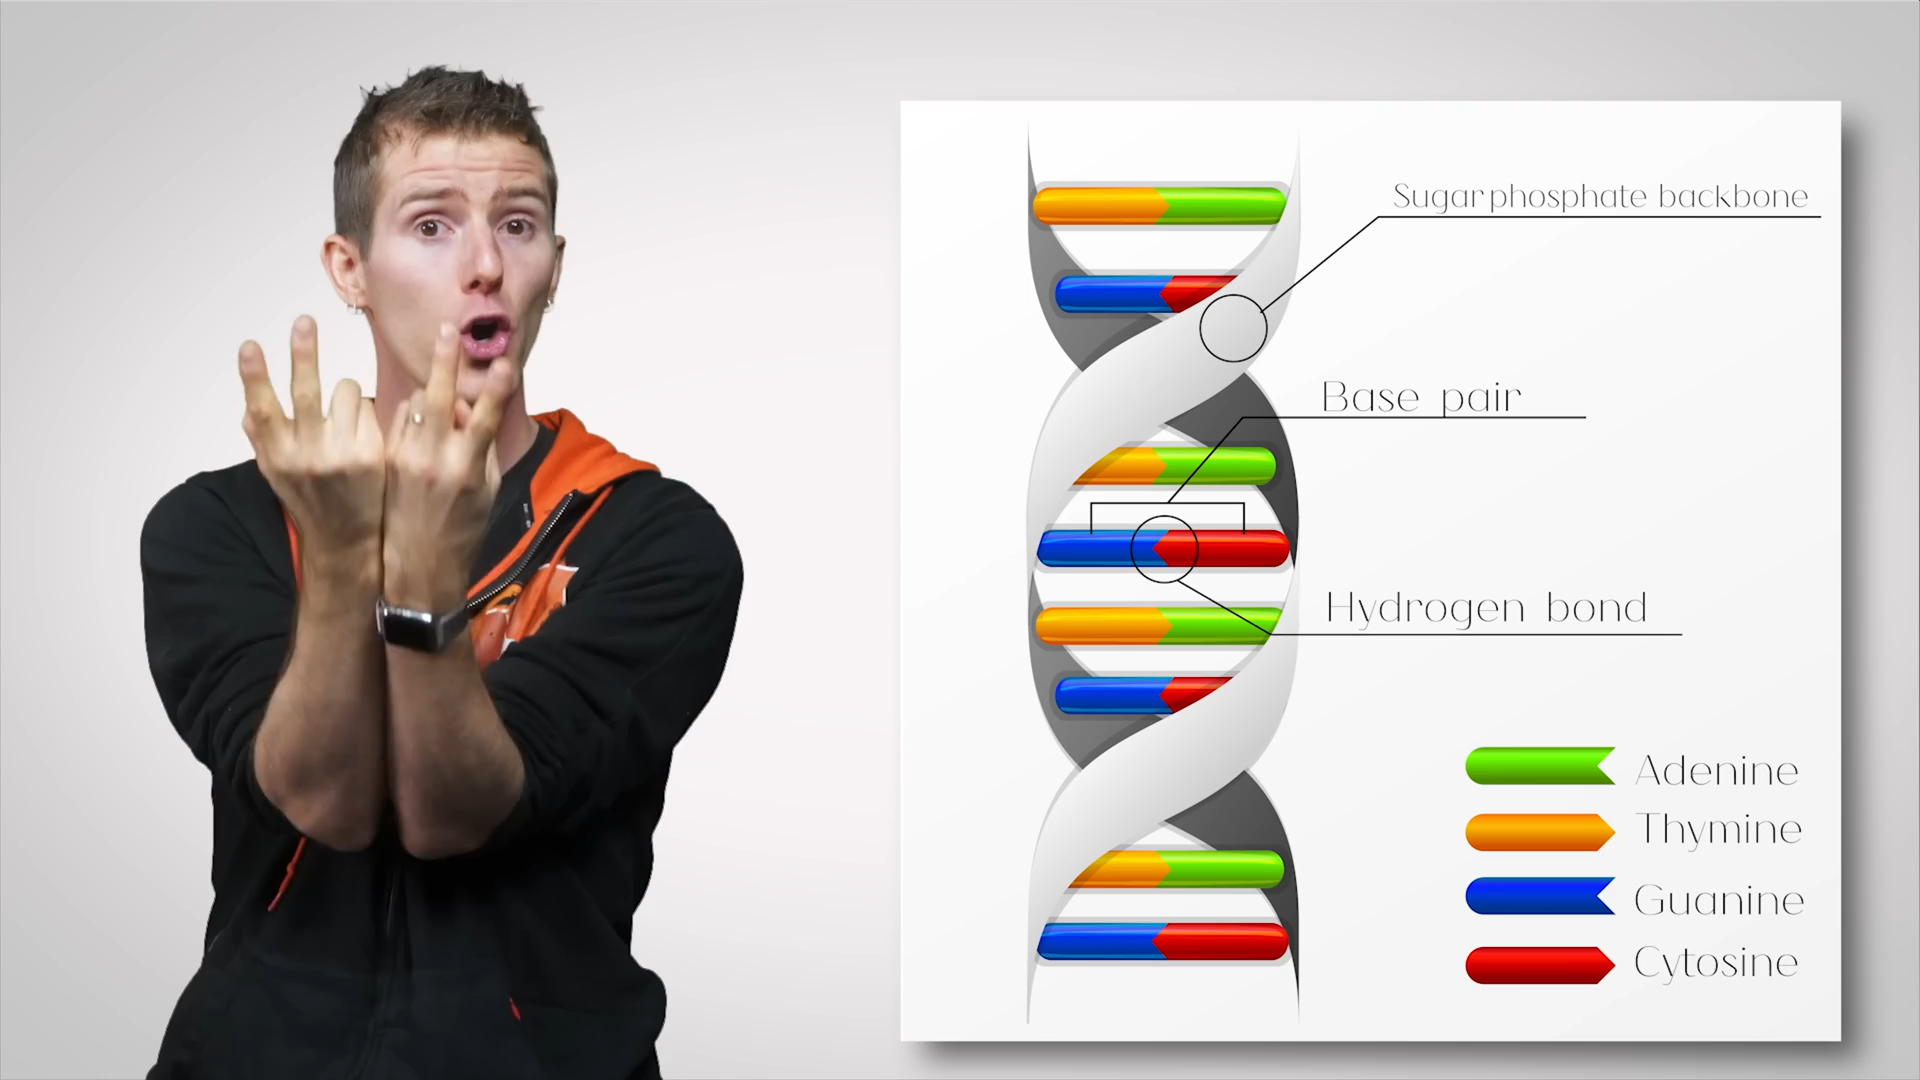 Sugar phosphate backbone
Base pair
Hydrogen bond
Adenine
Thymine
Guanine
Cytosine